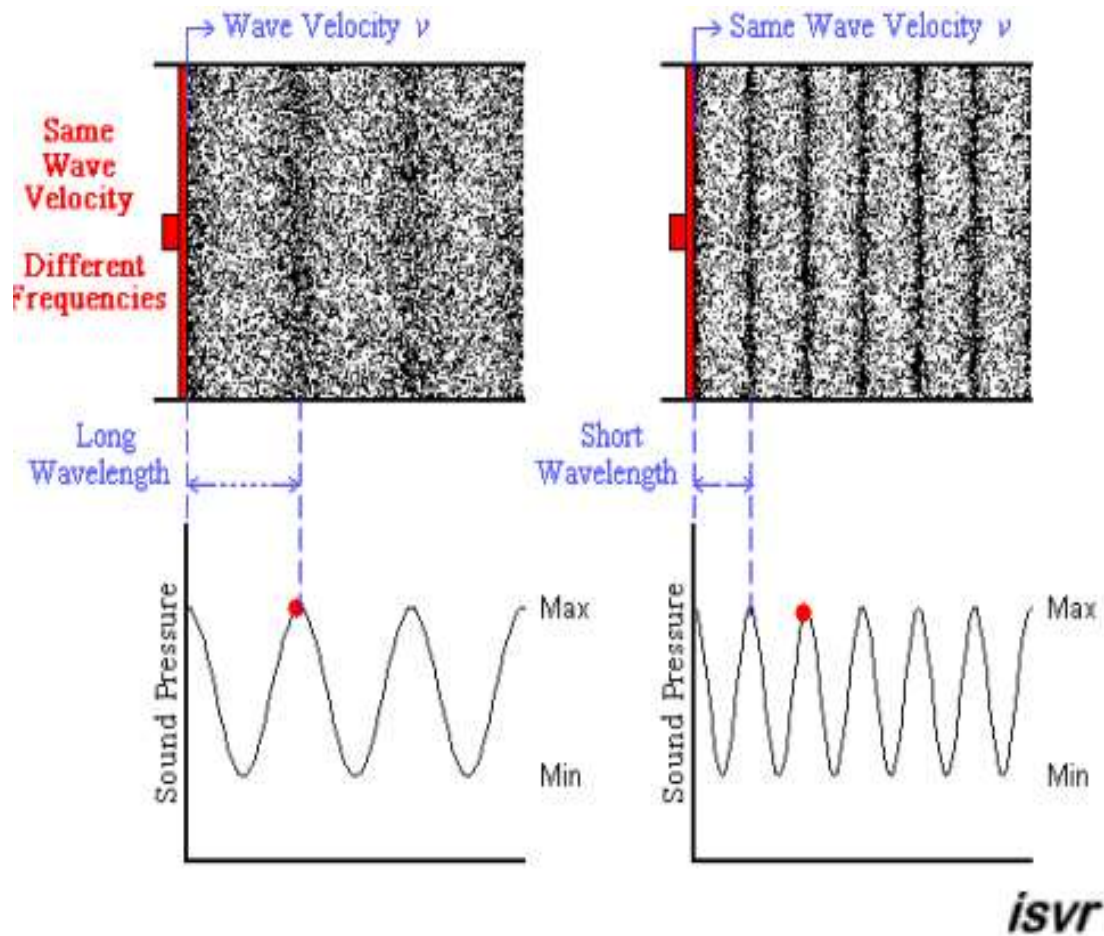 Wave Velocity v
Same Wave Velocity v
Same
Wave
Velocity
Different
Frequencies
Long
Wavelength
Short
Wavelength
Sound Pressure
Max
Min
Sound Pressure
Max
Min
isvr